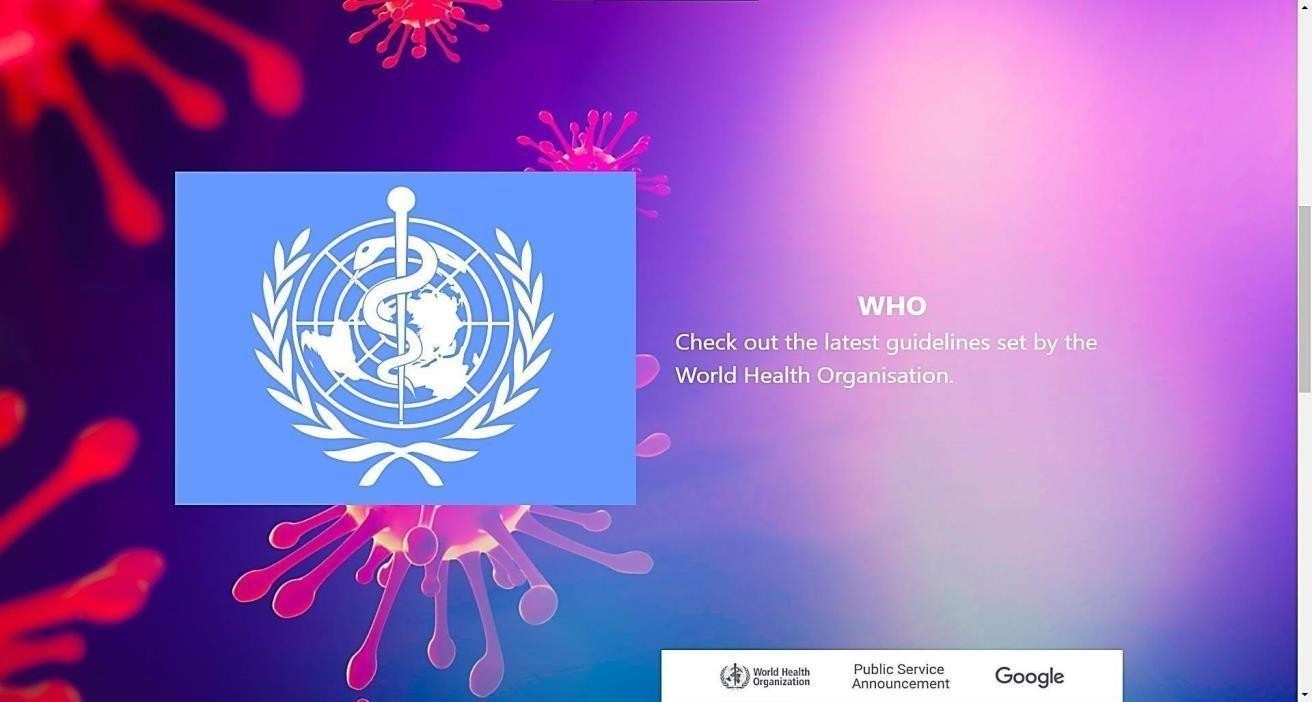 WHO
Check out the latest guidelines set by the
World Health Organisation.
World Health
Organization
Public Service
Announcement
Google